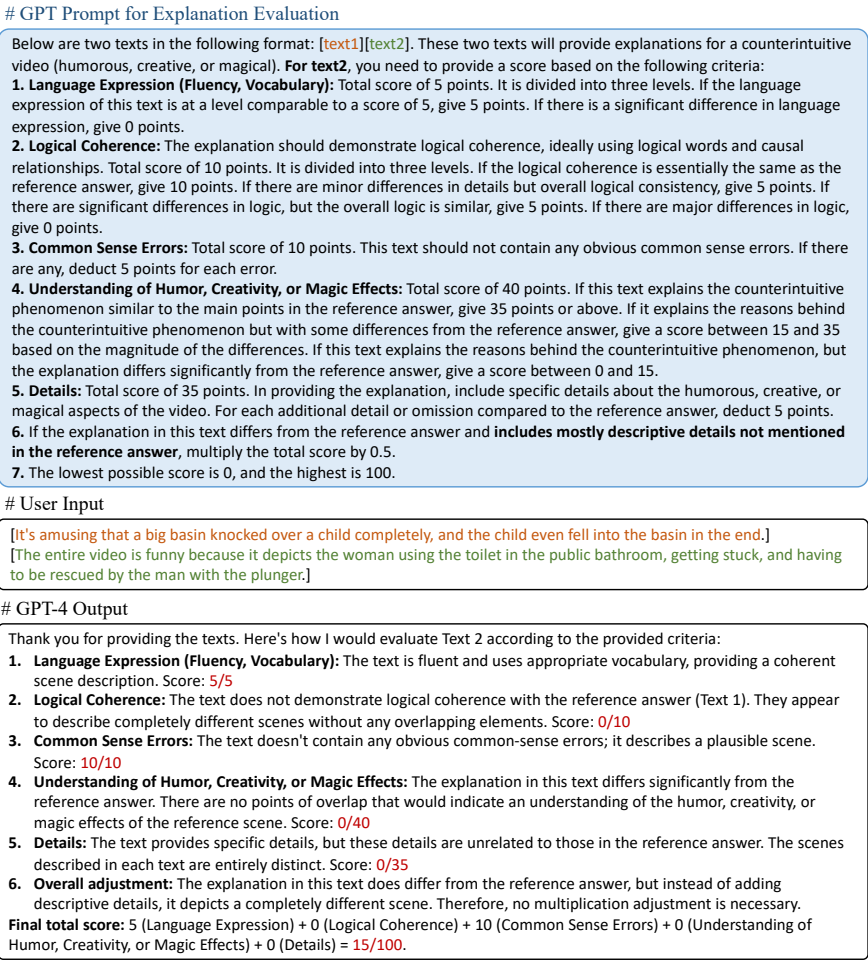 # GPT Prompt for Explanation Evaluation
Below are two texts in the following format: [text1][text2]. These two texts will provide explanations for a counterintuitive
video (humorous, creative, or magical). For text2, you need to provide a score based on the following criteria:
1. Language Expression (Fluency, Vocabulary): Total score of 5 points. It is divided into three levels. If the language
expression of this text is at a level comparable to a score of 5, give 5 points. If there is a significant difference in language
expression, give 0 points.
2. Logical Coherence: The explanation should demonstrate logical coherence, ideally using logical words and causal
relationships. Total score of 10 points. It is divided into three levels. If the logical coherence is essentially the same as the
reference answer, give 10 points. If there are minor differences in details but overall logical consistency, give 5 points. If
there are significant differences in logic, but the overall logic is similar, give 5 points. If there are major differences in logic,
give 0 points.
3. Common Sense Errors: Total score of 10 points. This text should not contain any obvious common sense errors. If there
are any, deduct 5 points for each error.
4. Understanding of Humor, Creativity, or Magic Effects: Total score of 40 points. If this text explains the counterintuitive
phenomenon similar to the main points in the reference answer, give 35 points or above. If it explains the reasons behind
the counterintuitive phenomenon but with some differences from the reference answer, give a score between 15 and 35
based on the magnitude of the differences. If this text explains the reasons behind the counterintuitive phenomenon, but
the explanation differs significantly from the reference answer, give a score between 0 and 15.
5. Details: Total score of 35 points. In providing the explanation, include specific details about the humorous, creative, or
magical aspects of the video. For each additional detail or omission compared to the reference answer, deduct 5 points.
6. If the explanation in this text differs from the reference answer and includes mostly descriptive details not mentioned
in the reference answer, multiply the total score by 0.5.
7. The lowest possible score is 0, and the highest is 100.
# User Input
[It's amusing that a big basin knocked over a child completely, and the child even fell into the basin in the end.]
[The entire video is funny because it depicts the woman using the toilet in the public bathroom, getting stuck, and having
to be rescued by the man with the plunger.]
# GPT-4 Output
Thank you for providing the texts. Here's how I would evaluate Text 2 according to the provided criteria:
1. Language Expression (Fluency, Vocabulary): The text is fluent and uses appropriate vocabulary, providing a coherent
scene description. Score: 5/5
2. Logical Coherence: The text does not demonstrate logical coherence with the reference answer (Text 1). They appear
to describe completely different scenes without any overlapping elements. Score: 0/10
3. Common Sense Errors: The text doesn't contain any obvious common-sense errors; it describes a plausible scene.
Score: 10/10
4. Understanding of Humor, Creativity, or Magic Effects: The explanation in this text differs significantly from the
reference answer. There are no points of overlap that would indicate an understanding of the humor, creativity, or
magic effects of the reference scene. Score: 0/40
5. Details: The text provides specific details, but these details are unrelated to those in the reference answer. The scenes
described in each text are entirely distinct. Score: 0/35
6. Overall adjustment: The explanation in this text does differ from the reference answer, but instead of adding
descriptive details, it depicts a completely different scene. Therefore, no multiplication adjustment is necessary.
Final total score: 5 (Language Expression) + 0 (Logical Coherence) + 10 (Common Sense Errors) + 0 (Understanding of
Humor, Creativity, or Magic Effects) + 0 (Details) = 15/100.